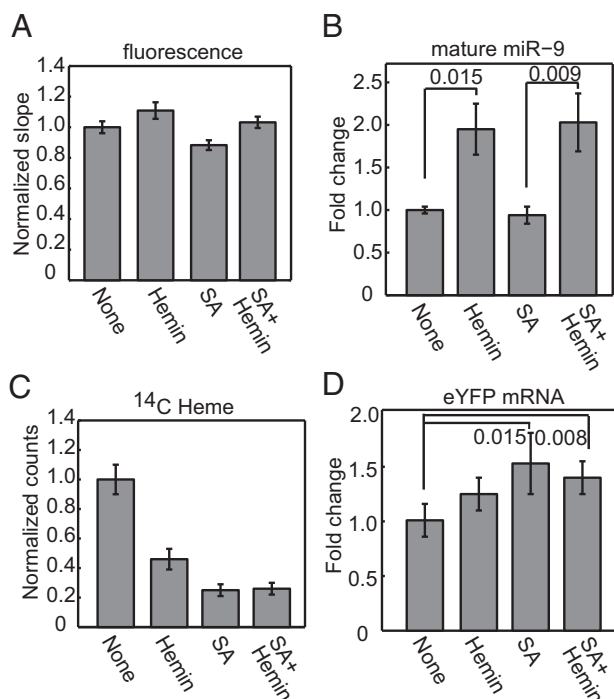 A
fluorescence
Normalized slope
1.4
1.2
1.0
0.8
0.6
0.4
0.2
0
None
Hemin
SA
SA+
Hemin
B
mature miR−9
Fold change
2.5
2.0
1.5
1.0
0.5
0
0.015
0.009
None
Hemin
SA
SA+
Hemin
C
14C Heme
Normalized counts
1.4
1.2
1.0
0.8
0.6
0.4
0.2
0
None
Hemin
SA
SA+
Hemin
D
eYFP mRNA
Fold change
2.0
1.5
1.0
0.5
0
0.015
0.008
None
Hemin
SA
SA+
Hemin